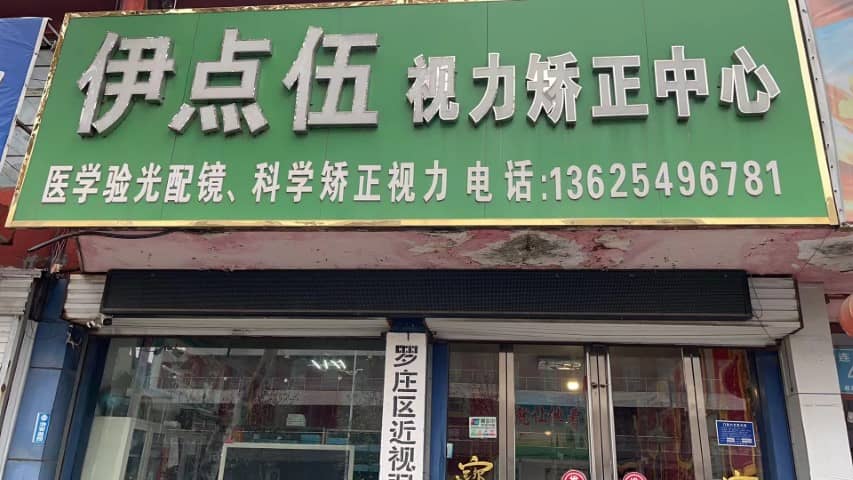 伊点伍 视力矫正中心
医学验光配镜、科学矫正视力 电话:13625496781
罗庄区近视